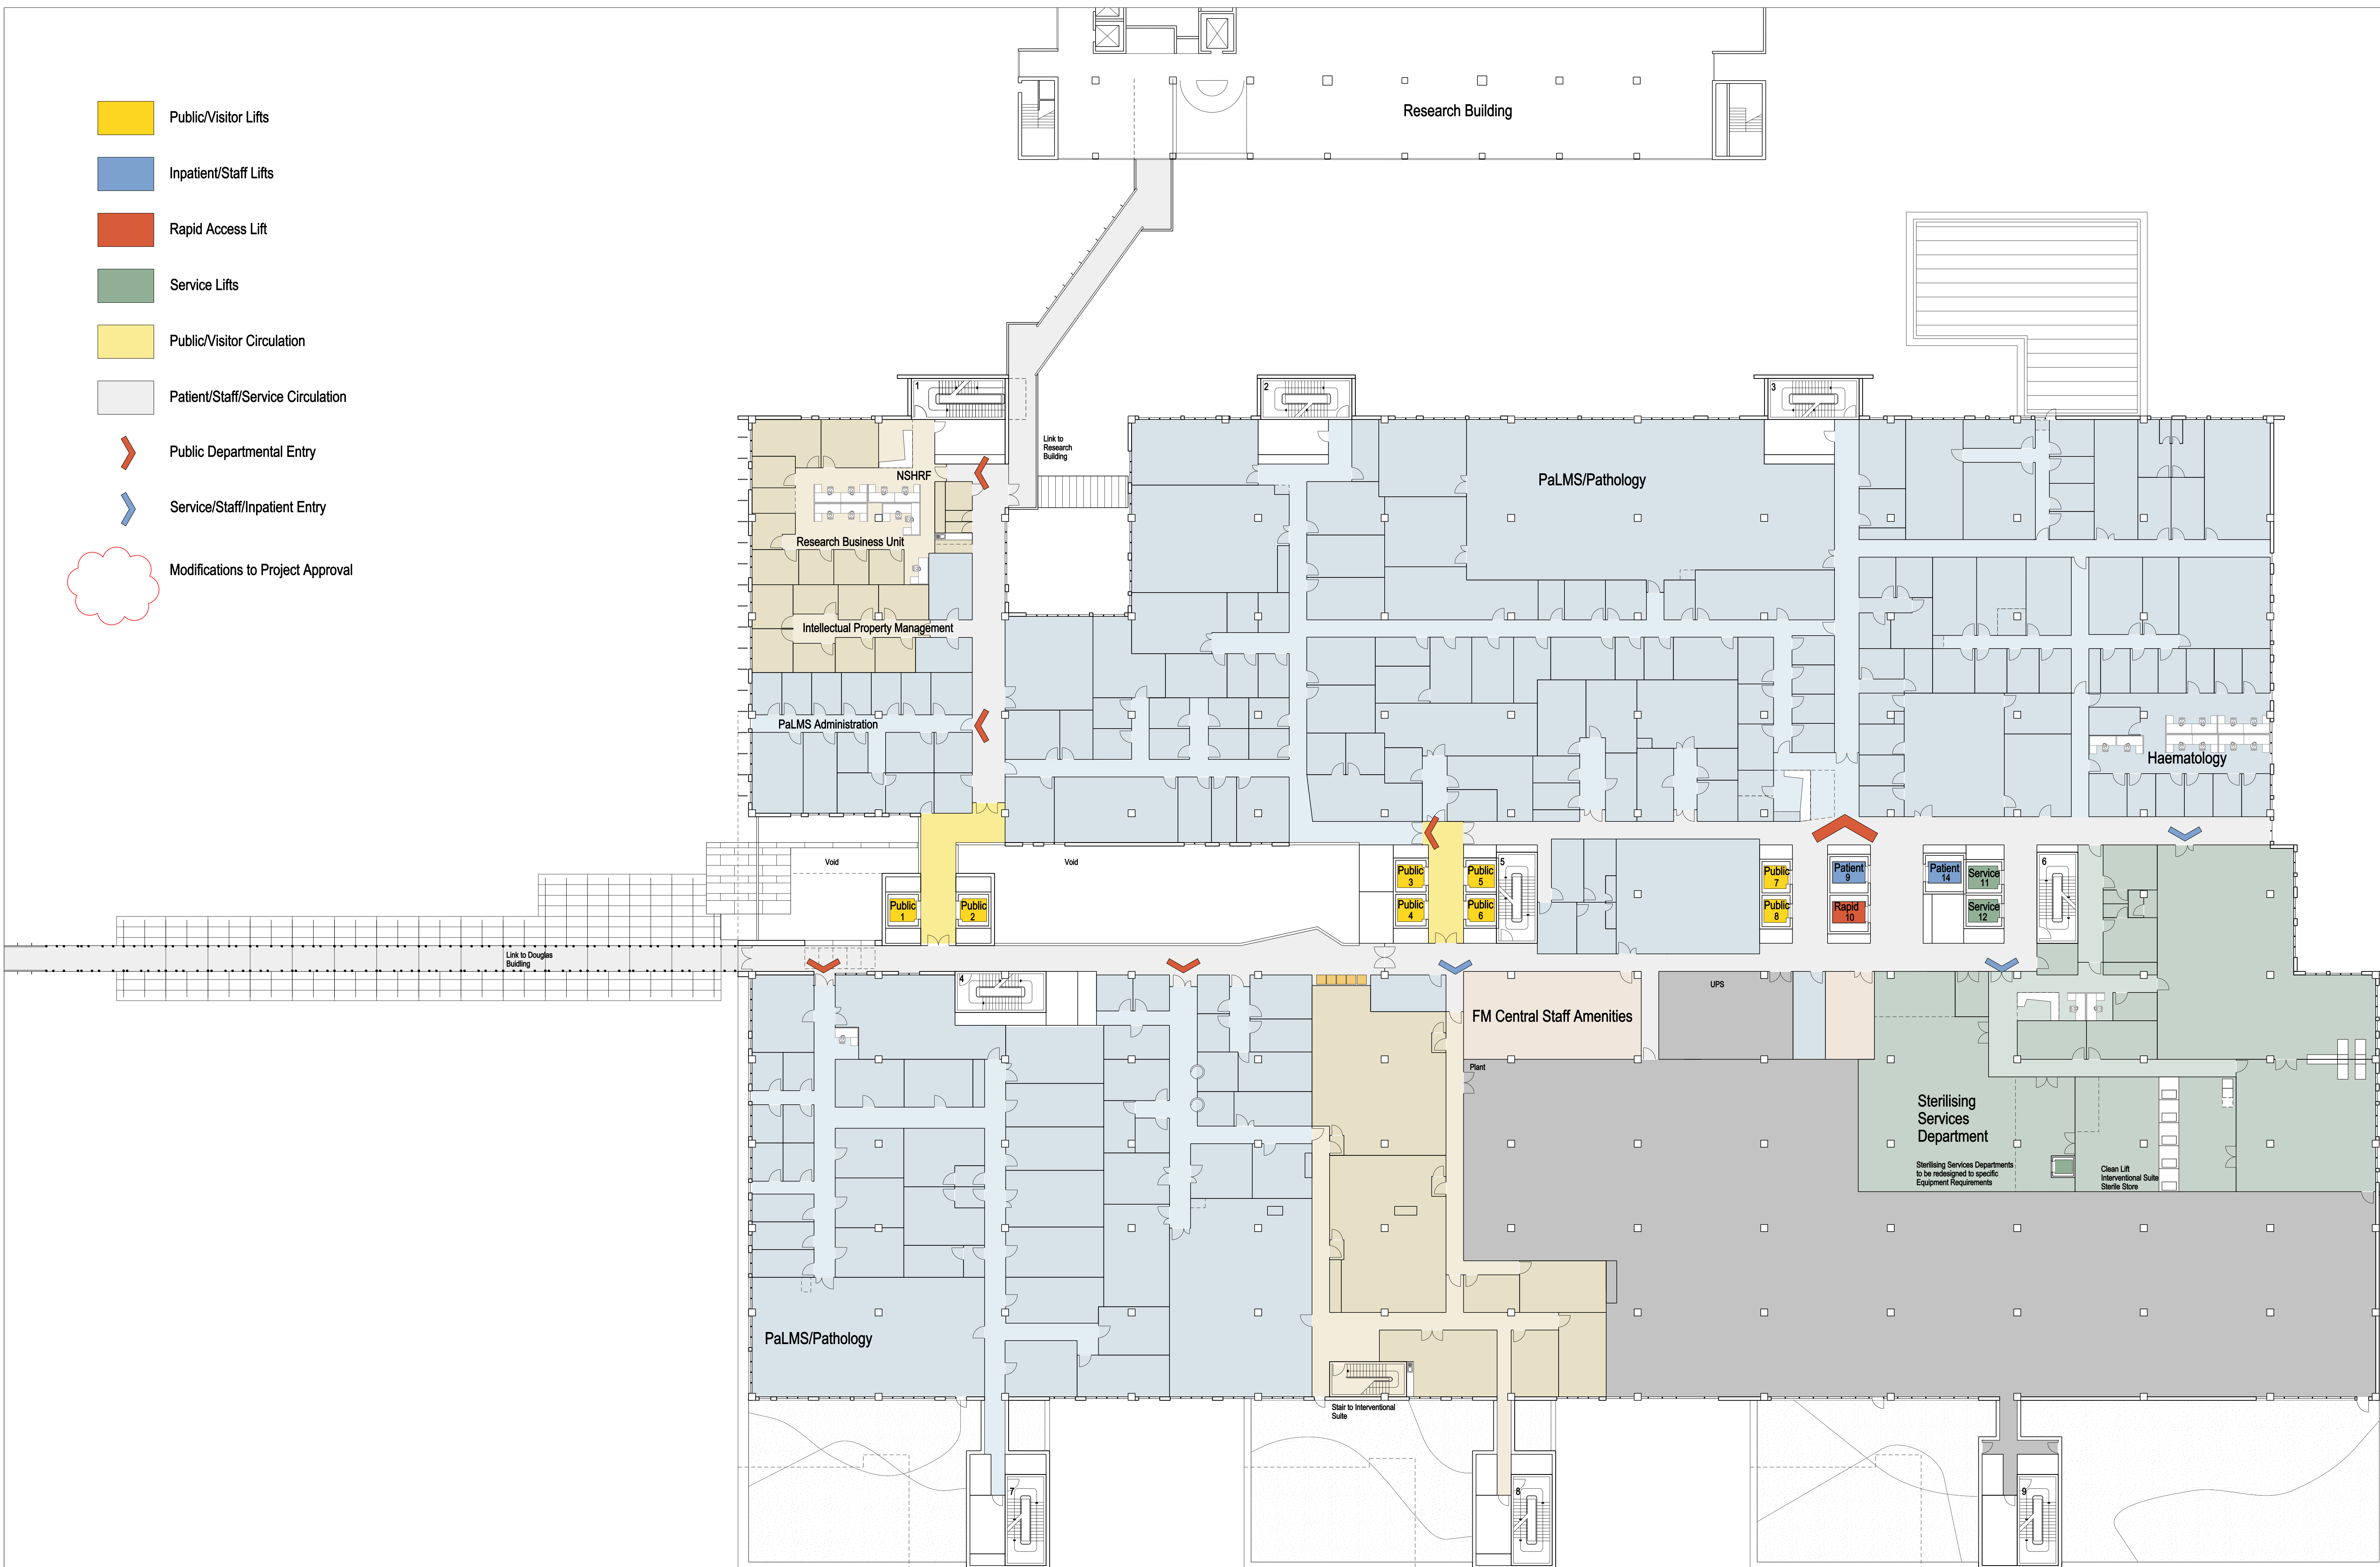 Research Building
Public/Visitor Lifts
Inpatient/Staff Lifts
Rapid Access Lift
Service Lifts
Public/Visitor Circulation
Patient/Staff/Service Circulation
Public Departmental Entry
Service/Staff/Inpatient Entry
Modifications to Project Approval
1
2
3
Link to
Research
Building
NSHRF
PaLMS/Pathology
Research Business Unit
Intellectual Property Management
PaLMS Administration
Haematology
Void
Void
Public
1
Public
2
Public
3
Public
4
Public
5
Public
6
5
Public
7
Public
8
Patient
9
Rapid
10
Patient
14
Service
11
Service
12
6
Link to Douglas
Buidling
4
UPS
FM Central Staff Amenities
Plant
Sterilising
Services
Department
Sterilising Services Departments
to be redesigned to specific
Equipment Requirements
Clean Lift
Interventional Suite
Sterile Store
PaLMS/Pathology
Stair to Interventional
Suite
7
8
9